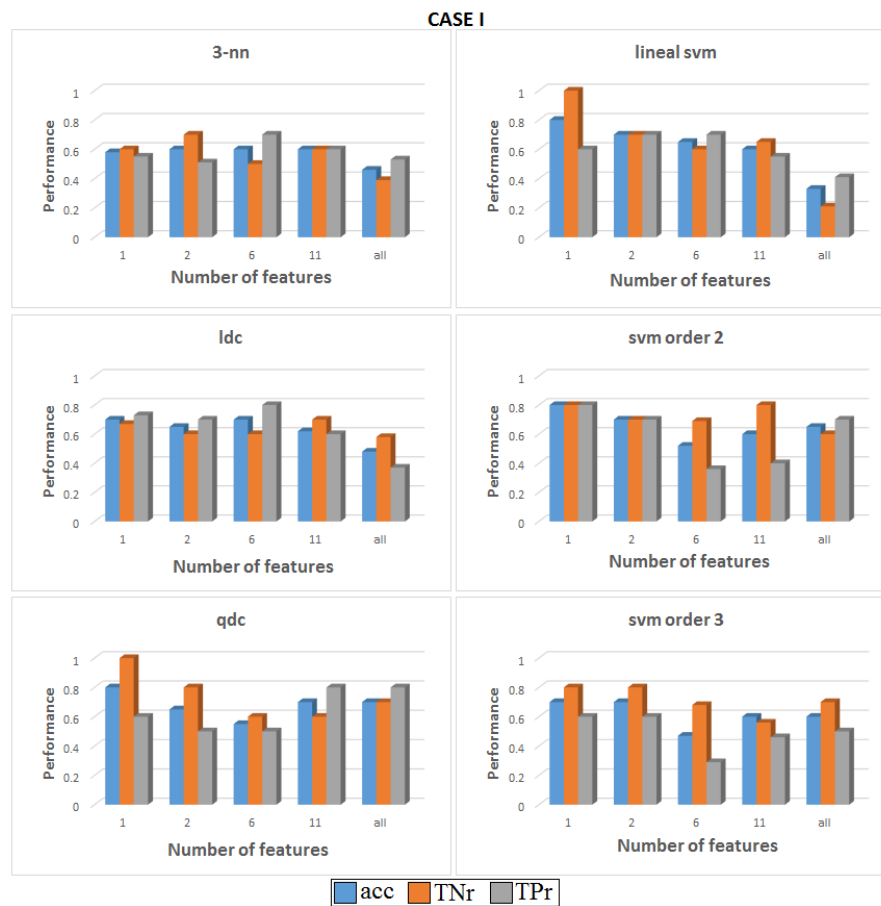 CASE I
3-nn
Performance
1
0.8
0.6
0.4
0.2
0
1 2 6 11 all
Number of features
lineal svm
Performance
1
0.8
0.6
0.4
0.2
0
1 2 6 11 all
Number of features
ldc
Performance
1
0.8
0.6
0.4
0.2
0
1 2 6 11 all
Number of features
svm order 2
Performance
1
0.8
0.6
0.4
0.2
0
1 2 6 11 all
Number of features
qdc
Performance
1
0.8
0.6
0.4
0.2
0
1 2 6 11 all
Number of features
svm order 3
Performance
1
0.8
0.6
0.4
0.2
0
1 2 6 11 all
Number of features
acc TNr TPr